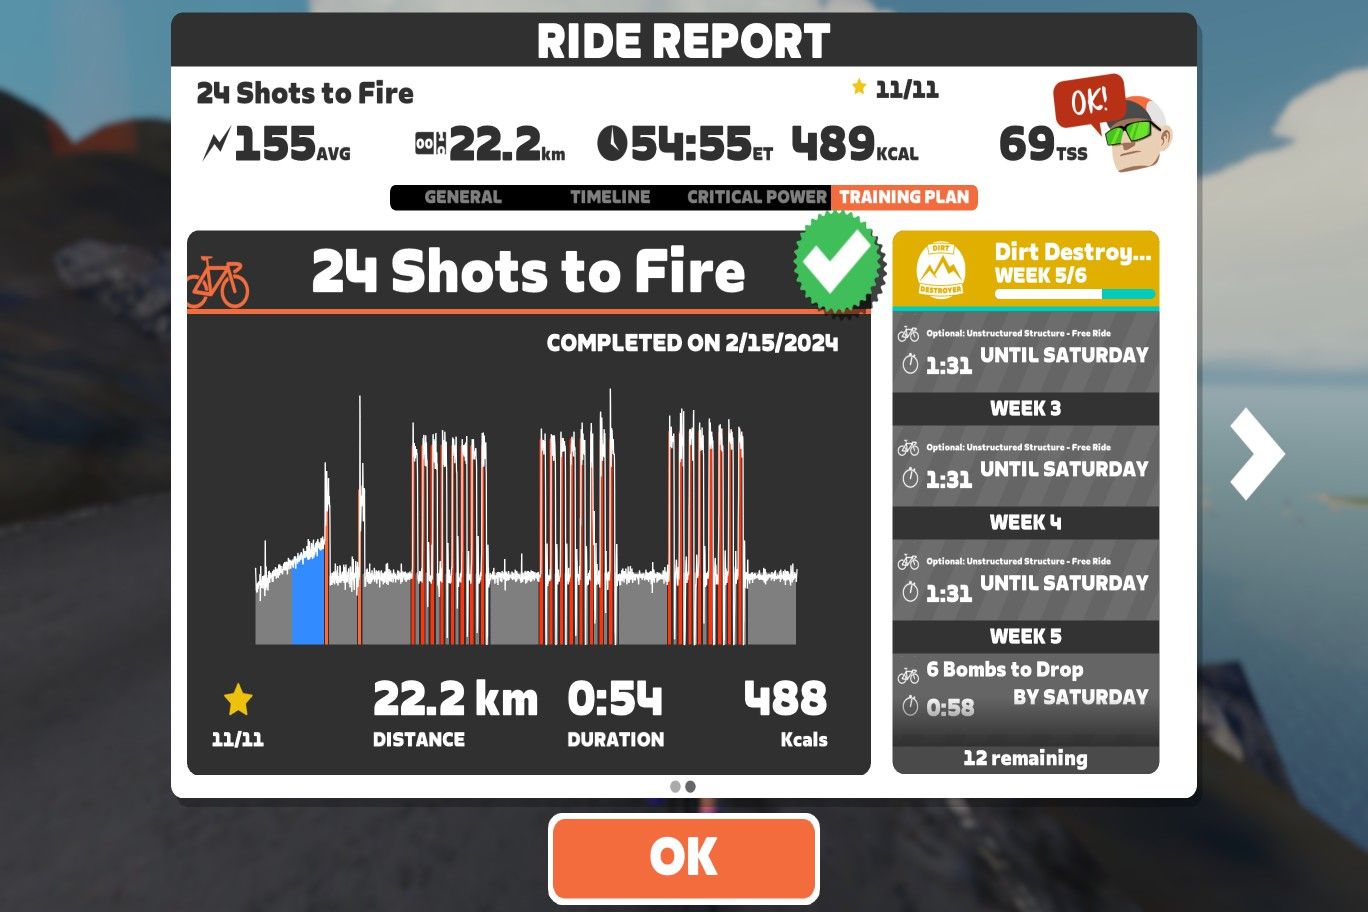 RIDE REPORT
24 Shots to Fire
11/11
155AVG 22.2km 54:55ET 489KCAL 69TSS
OK!
GENERAL TIMELINE CRITICAL POWER TRAINING PLAN
24 Shots to Fire
COMPLETED ON 2/15/2024
11/11
22.2 km 0:54 488
DISTANCE DURATION Kcals
DIRT
DESTROYER
Dirt Destroy...
WEEK 5/6
Optional: Unstructured Structure - Free Ride
1:31 UNTIL SATURDAY
WEEK 3
Optional: Unstructured Structure - Free Ride
1:31 UNTIL SATURDAY
WEEK 4
Optional: Unstructured Structure - Free Ride
1:31 UNTIL SATURDAY
WEEK 5
6 Bombs to Drop
0:58 BY SATURDAY
12 remaining
OK